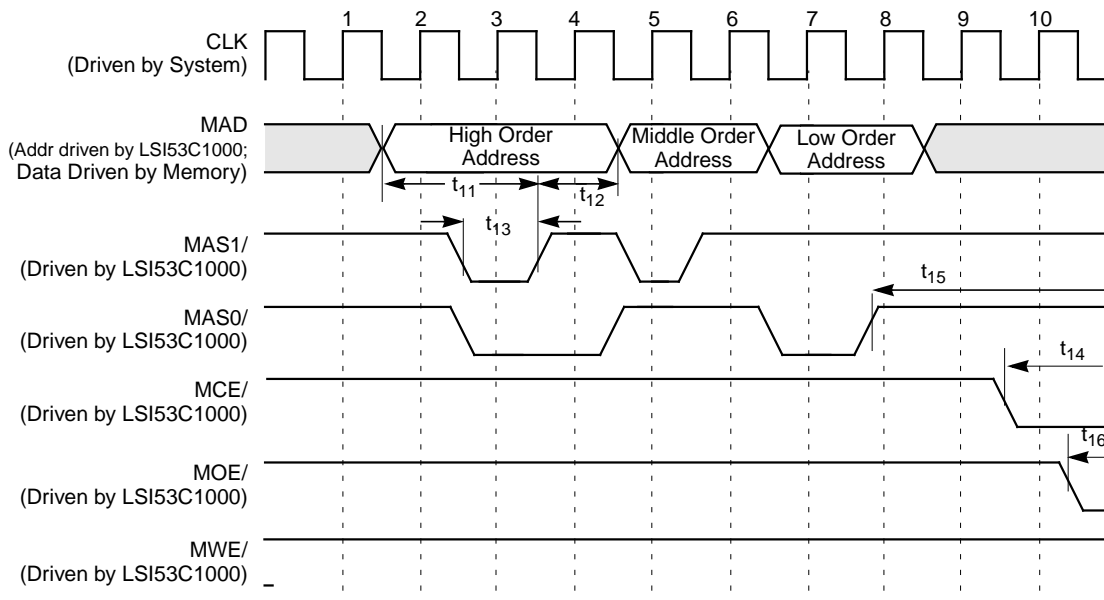 1 2 3 4 5 6 7 8 9 10
CLK
(Driven by System)
MAD
(Addr driven by LSI53C1000;
Data Driven by Memory)
High Order
Address
Middle Order
Address
Low Order
Address
t11
t12
t13
MAS1/
(Driven by LSI53C1000)
t15
MAS0/
(Driven by LSI53C1000)
t14
MCE/
(Driven by LSI53C1000)
t16
MOE/
(Driven by LSI53C1000)
MWE/
(Driven by LSI53C1000)